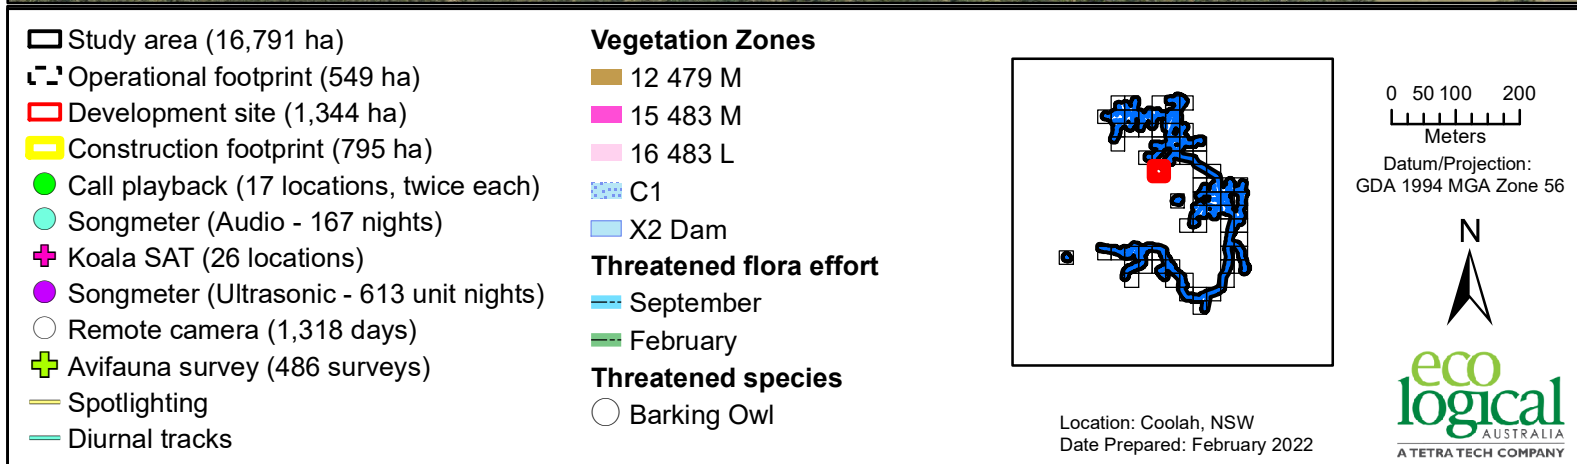 Study area (16,791 ha)
Operational footprint (549 ha)
Development site (1,344 ha)
Construction footprint (795 ha)
Call playback (17 locations, twice each)
Songmeter (Audio - 167 nights)
Koala SAT (26 locations)
Songmeter (Ultrasonic - 613 unit nights)
Remote camera (1,318 days)
Avifauna survey (486 surveys)
Spotlighting
Diurnal tracks
Vegetation Zones
12 479 M
15 483 M
16 483 L
C1
X2 Dam
Threatened flora effort
September
February
Threatened species
Barking Owl
Location: Coolah, NSW
Date Prepared: February 2022
0 50 100 200
Meters
Datum/Projection:
GDA 1994 MGA Zone 56
N
eco
logical
AUSTRALIA
A TETRA TECH COMPANY